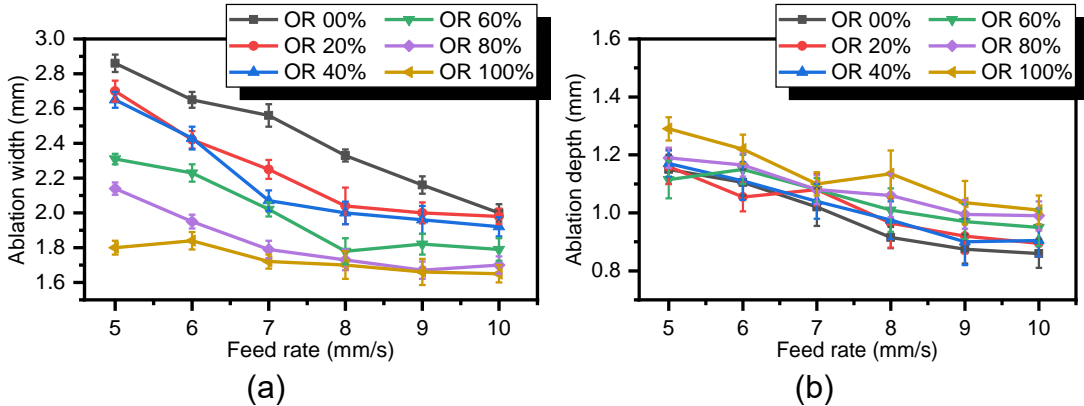 OR 00% OR 60%
OR 20% OR 80%
OR 40% OR 100%
3.0
2.8
2.6
2.4
2.2
2.0
1.8
1.6
Ablation width (mm)
5 6 7 8 9 10
Feed rate (mm/s)
(a)
OR 00% OR 60%
OR 20% OR 80%
OR 40% OR 100%
1.6
1.4
1.2
1.0
0.8
Ablation depth (mm)
5 6 7 8 9 10
Feed rate (mm/s)
(b)